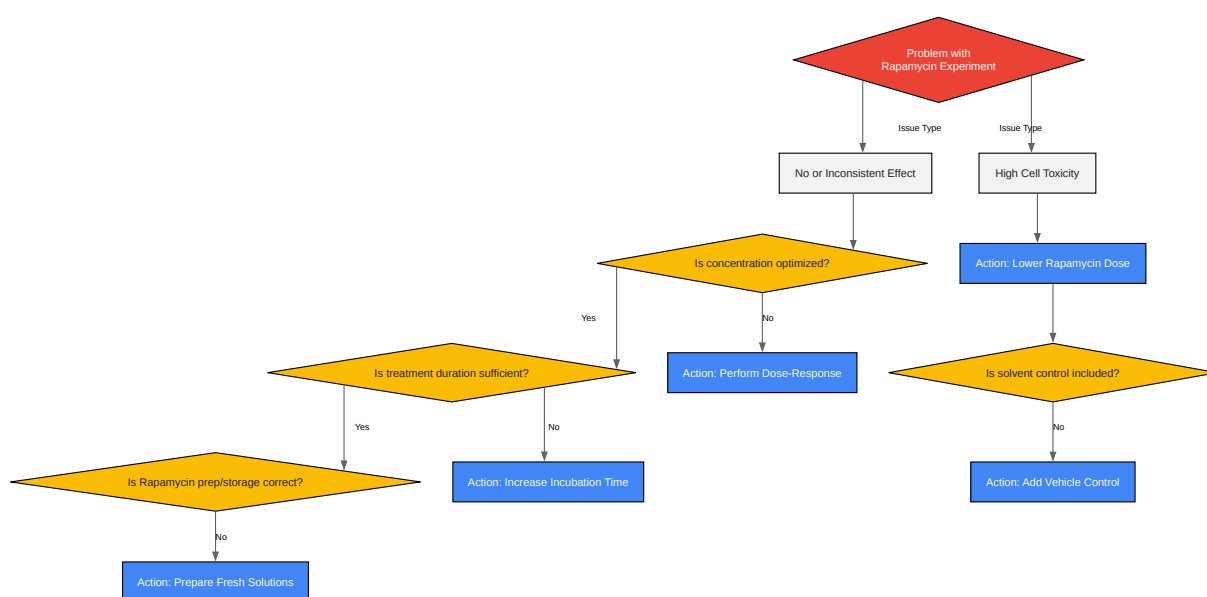 Problem with
Rapamycin Experiment
Issue Type
Issue Type
No or Inconsistent Effect
High Cell Toxicity
Is concentration optimized?
Action: Lower Rapamycin Dose
Yes
No
Is treatment duration sufficient?
Action: Perform Dose-Response
Is solvent control included?
Yes
No
No
Is Rapamycin prep/storage correct?
Action: Increase Incubation Time
Action: Add Vehicle Control
No
Action: Prepare Fresh Solutions